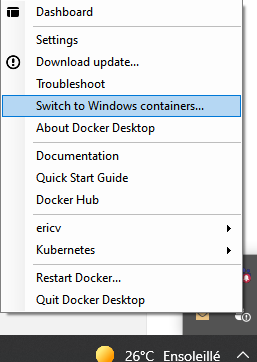 Dashboard
Settings
Download update...
Troubleshoot
Switch to Windows containers...
About Docker Desktop
Documentation
Quick Start Guide
Docker Hub
ericv
Kubernetes
Restart Docker...
Quit Docker Desktop
26°C Ensoleillé